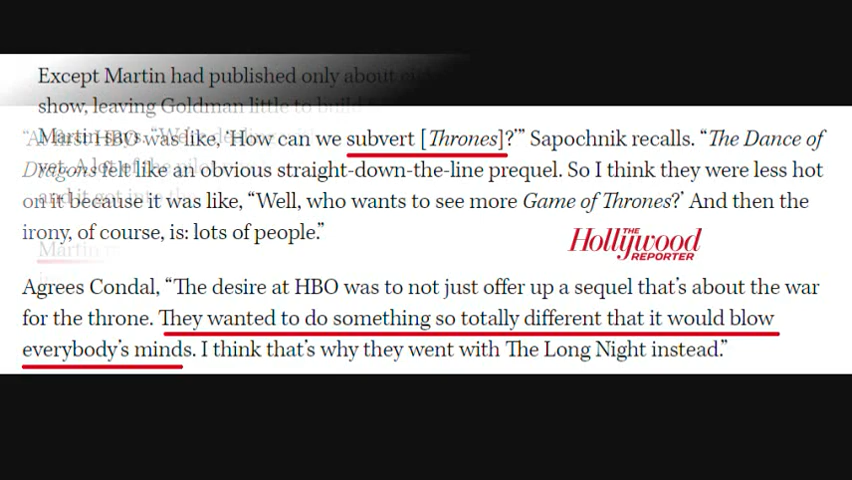 Except Martin had published only about
show, leaving Goldman little to build
"At first HBO was like, 'How can we subvert [Thrones]?'" Sapochnik recalls. "The Dance of
Dragons felt like an obvious straight-down-the-line prequel. So I think they were less hot
on it because it was like, "Well, who wants to see more Game of Thrones?' And then the
irony, of course, is: lots of people."
THE
Hollywood
REPORTER
Martin
Agrees Condal, “The desire at HBO was to not just offer up a sequel that's about the war
for the throne. They wanted to do something so totally different that it would blow
everybody's minds. I think that's why they went with The Long Night instead.”